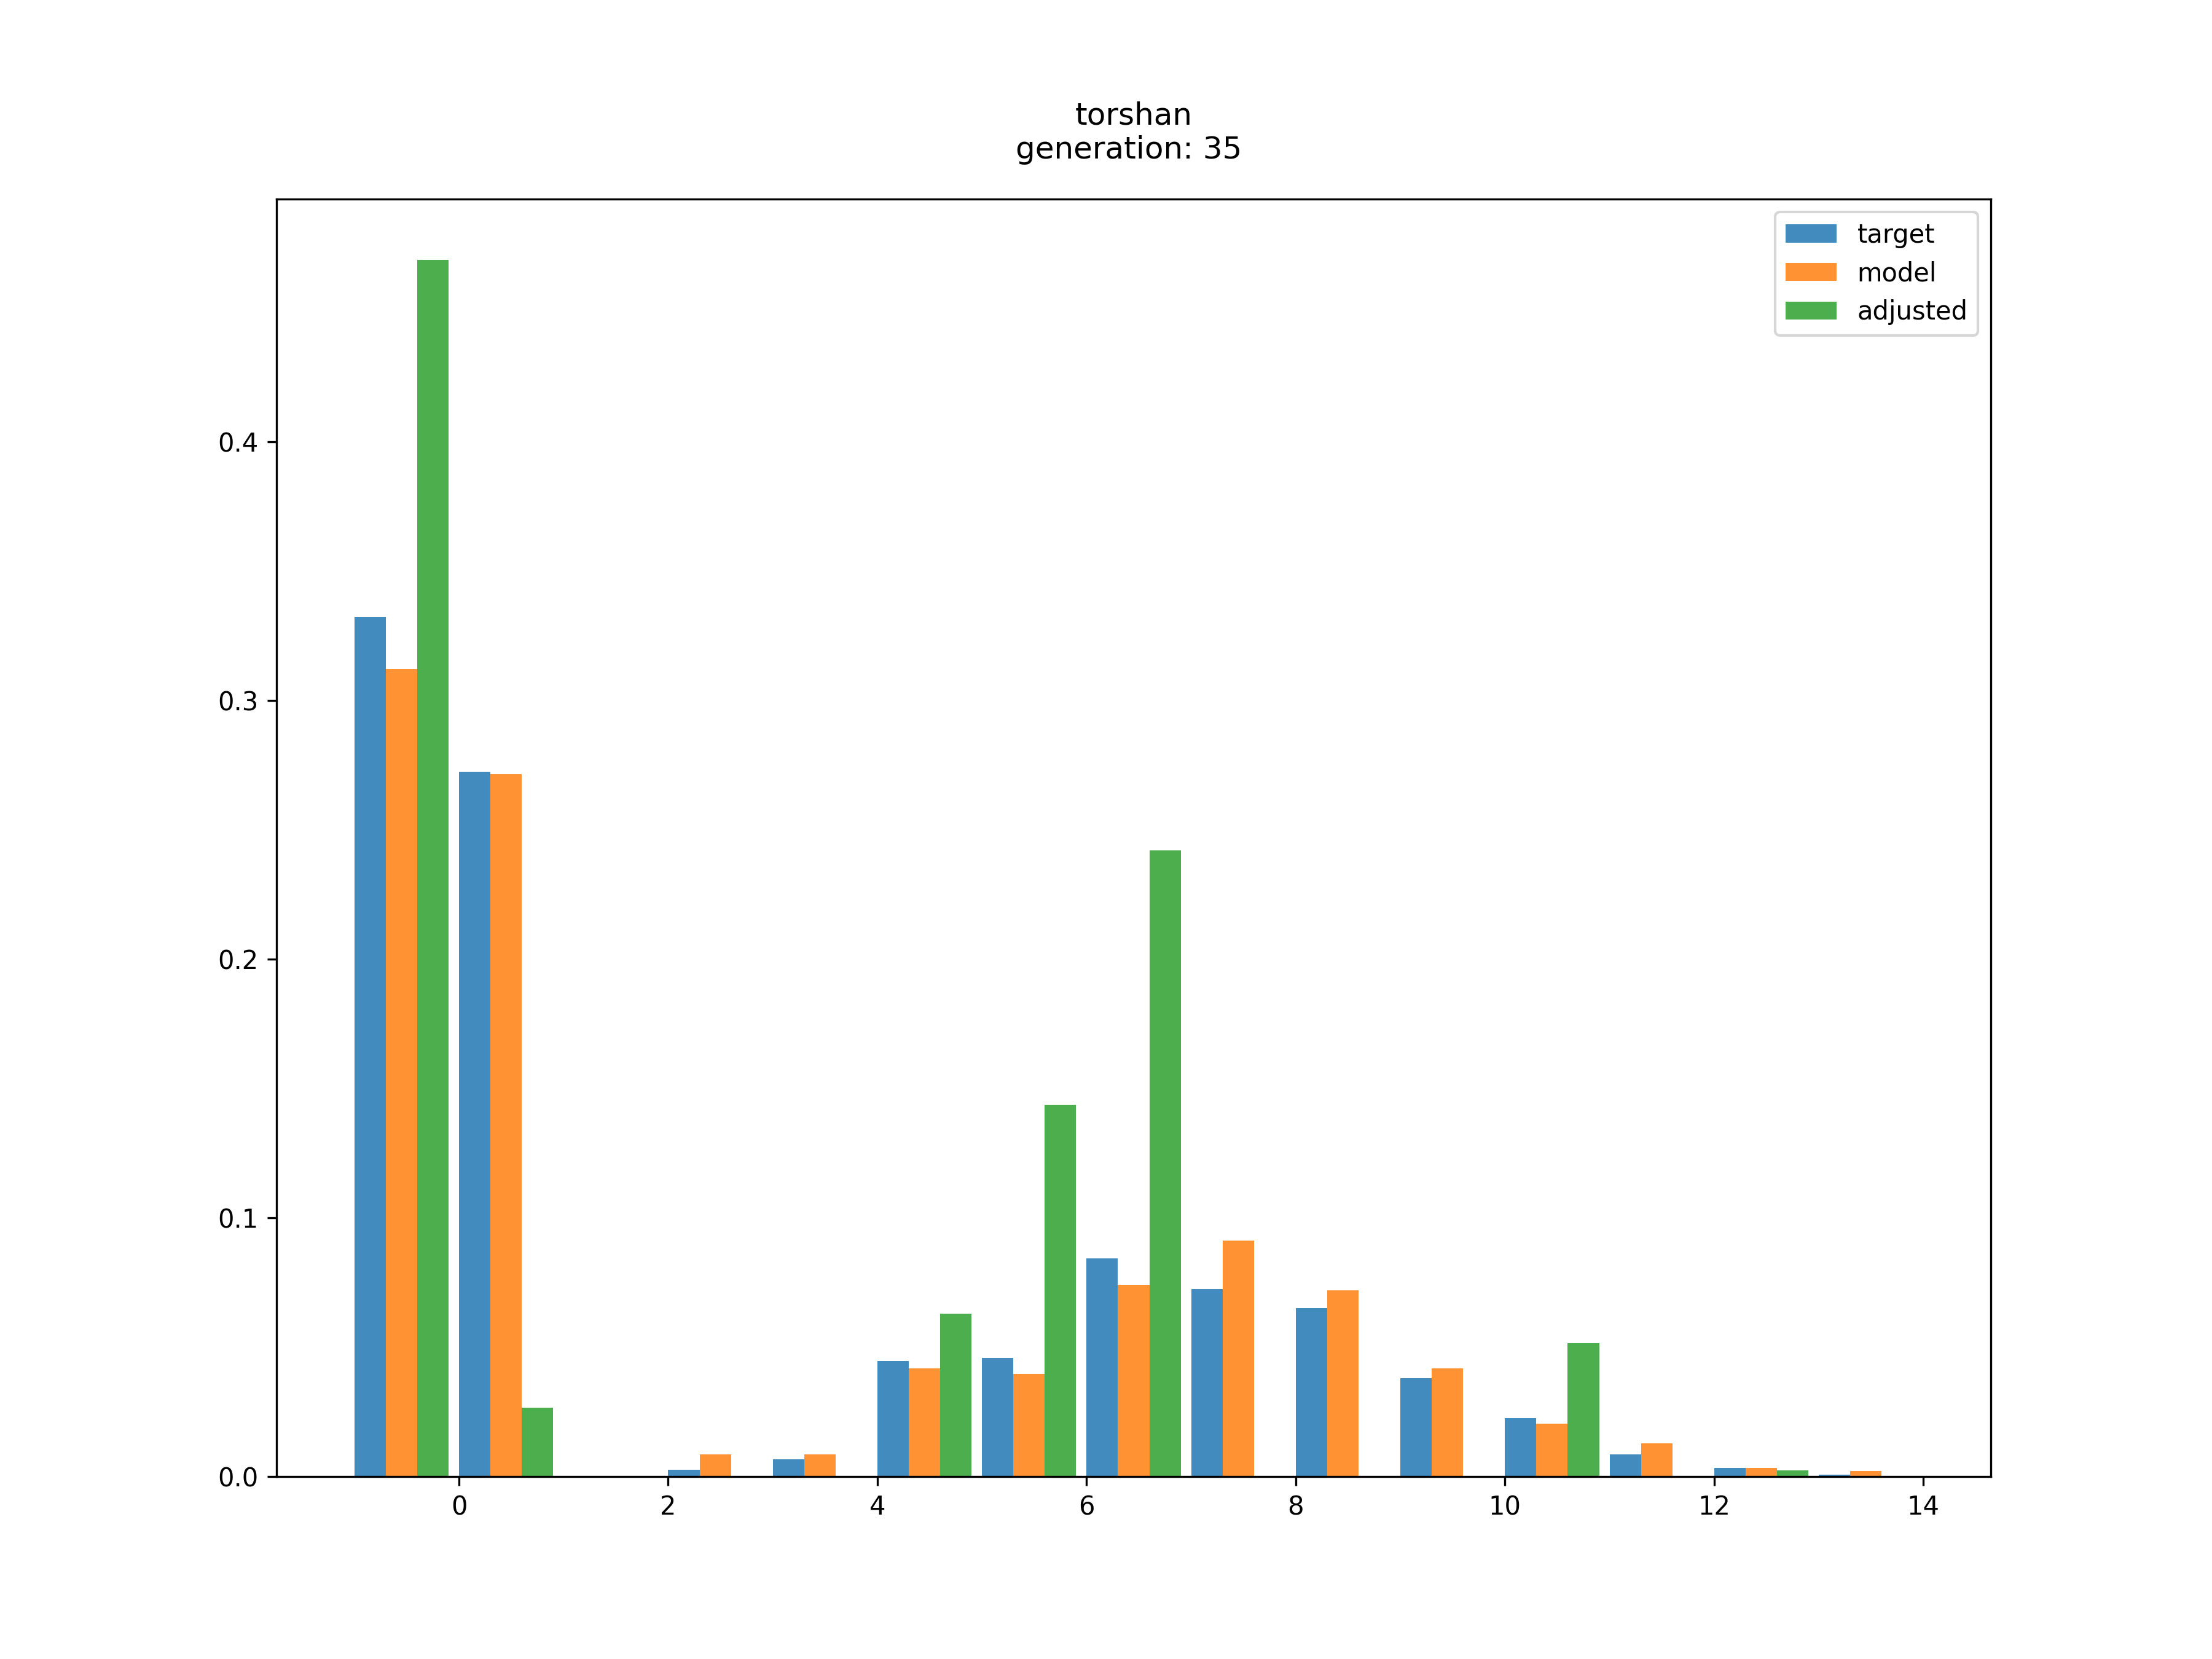 torshan
generation: 35
target
model
adjusted
0.4
0.3
0.2
0.1
0.0
0 2 4 6 8 10 12 14